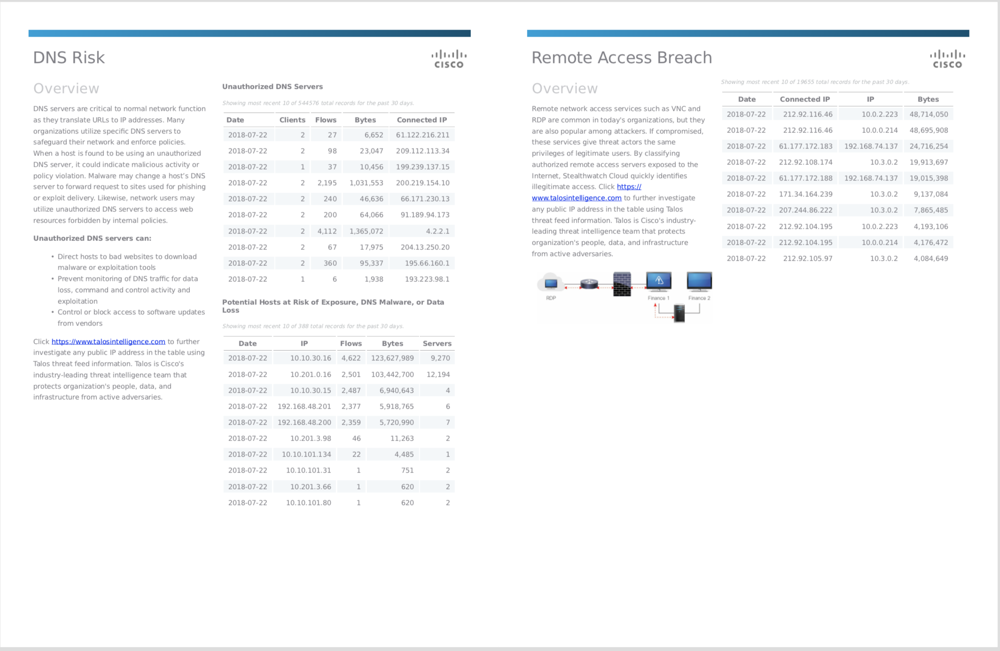 DNS Risk
CISCO
Overview
DNS servers are critical to normal network function
as they translate URLs to IP addresses. Many
organizations utilize specific DNS servers to
safeguard their network and enforce policies.
When a host is found to be using an unauthorized
DNS server, it could indicate malicious activity or
policy violation. Malware may change a host’s DNS
server to forward request to sites used for phishing
or exploit delivery. Likewise, network users may
utilize unauthorized DNS servers to access web
resources forbidden by internal policies.
Unauthorized DNS servers can:
• Direct hosts to bad websites to download
malware or exploitation tools
• Prevent monitoring of DNS traffic for data
loss, command and control activity and
exploitation
• Control or block access to software updates
from vendors
Click https://www.talosintelligence.com to further
investigate any public IP address in the table using
Talos threat feed information. Talos is Cisco's
industry-leading threat intelligence team that
protects organization's people, data, and
infrastructure from active adversaries.
Unauthorized DNS Servers
Showing most recent 10 of 544576 total records for the past 30 days.
Date Clients Flows Bytes Connected IP
2018-07-22 2 27 6,652 61.122.216.211
2018-07-22 2 98 23,047 209.112.113.34
2018-07-22 1 37 10,456 199.239.137.15
2018-07-22 2 2,195 1,031,553 200.219.154.10
2018-07-22 2 240 46,636 66.171.230.13
2018-07-22 2 200 64,066 91.189.94.173
2018-07-22 2 4,112 1,365,072 4.2.2.1
2018-07-22 2 67 17,975 204.13.250.20
2018-07-22 2 360 95,337 195.66.160.1
2018-07-22 1 6 1,938 193.223.98.1
Potential Hosts at Risk of Exposure, DNS Malware, or Data
Loss
Showing most recent 10 of 388 total records for the past 30 days.
Date IP Flows Bytes Servers
2018-07-22 10.10.30.16 4,622 123,627,989 9,270
2018-07-22 10.201.0.16 2,501 103,442,700 12,194
2018-07-22 10.10.30.15 2,487 6,940,643 4
2018-07-22 192.168.48.201 2,377 5,918,765 6
2018-07-22 192.168.48.200 2,359 5,720,990 7
2018-07-22 10.201.3.98 46 11,263 2
2018-07-22 10.10.101.134 22 4,485 1
2018-07-22 10.10.101.31 1 751 2
2018-07-22 10.201.3.66 1 620 2
2018-07-22 10.10.101.80 1 620 2
Remote Access Breach
CISCO
Overview
Remote network access services such as VNC and
RDP are common in today's organizations, but they
are also popular among attackers. If compromised,
these services give threat actors the same
privileges of legitimate users. By classifying
authorized remote access servers exposed to the
Internet, Stealthwatch Cloud quickly identifies
illegitimate access. Click https://
www.talosintelligence.com to further investigate
any public IP address in the table using Talos
threat feed information. Talos is Cisco's industry-
leading threat intelligence team that protects
organization's people, data, and infrastructure
from active adversaries.
RDP Finance 1 Finance 2
Showing most recent 10 of 19655 total records for the past 30 days.
Date Connected IP IP Bytes
2018-07-22 212.92.116.46 10.0.2.223 48,714,050
2018-07-22 212.92.116.46 10.0.0.214 48,695,908
2018-07-22 61.177.172.183 192.168.74.137 24,716,254
2018-07-22 212.92.108.174 10.3.0.2 19,913,697
2018-07-22 61.177.172.188 192.168.74.137 19,015,398
2018-07-22 171.34.164.239 10.3.0.2 9,137,084
2018-07-22 207.244.86.222 10.3.0.2 7,865,485
2018-07-22 212.92.104.195 10.0.2.223 4,193,106
2018-07-22 212.92.104.195 10.0.0.214 4,176,472
2018-07-22 212.92.105.97 10.3.0.2 4,084,649